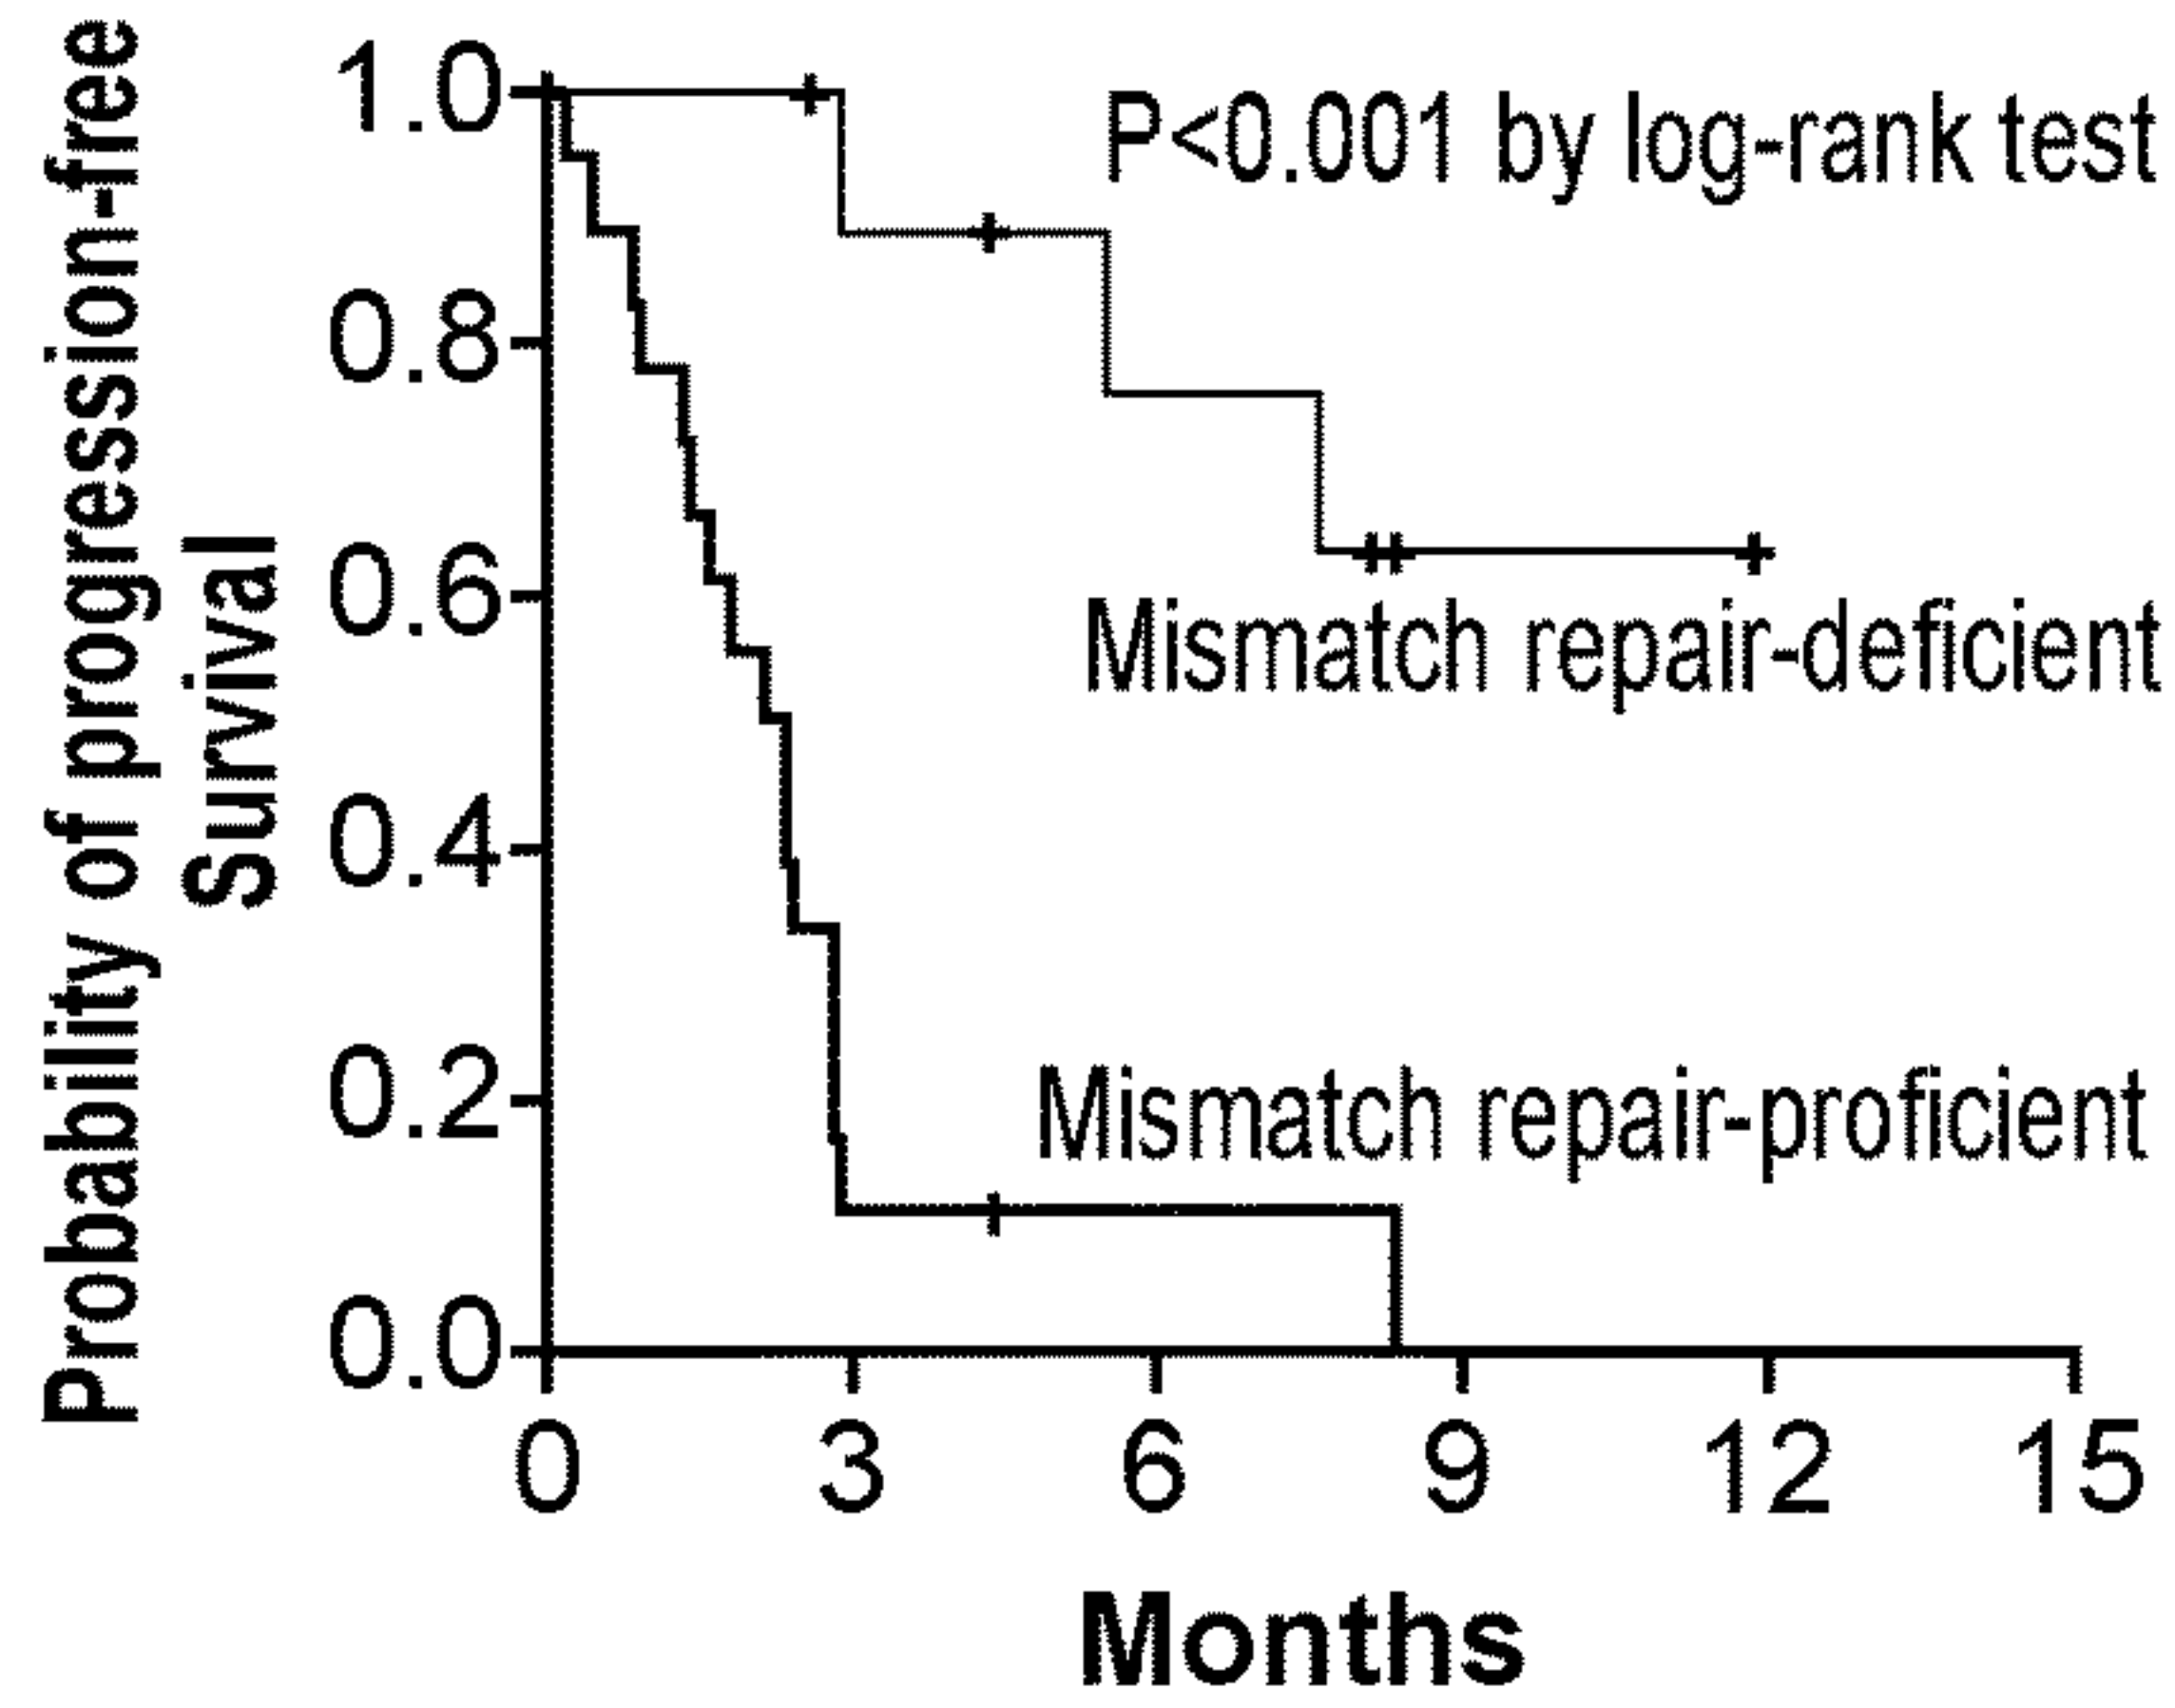 Probability of progression-free
Survival
1.0
0.8
0.6
0.4
0.2
0.0
P<0.001 by log-rank test
Mismatch repair-deficient
Mismatch repair-proficient
0 3 6 9 12 15
Months